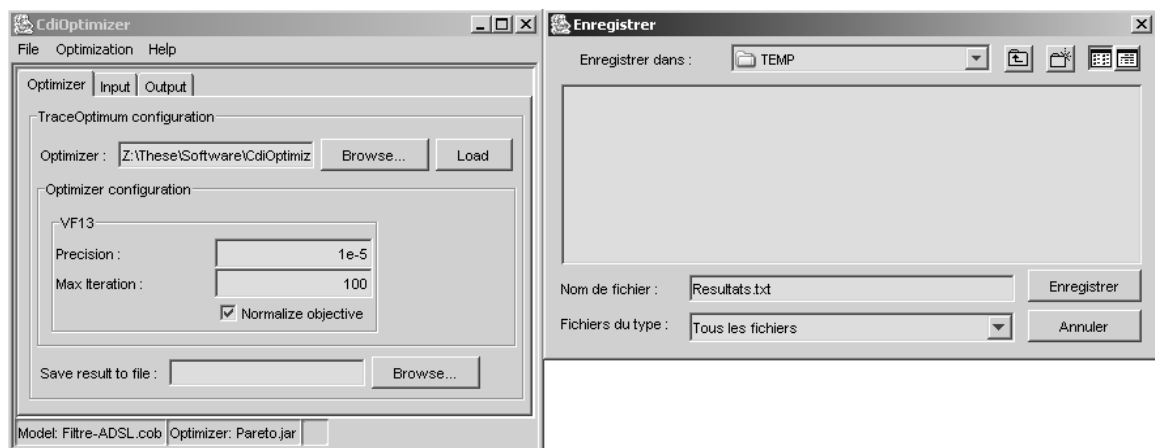 CdiOptimizer
File Optimization Help
Optimizer Input Output
TraceOptimum configuration
Optimizer : Z:\These\Software\CdiOptimiz Browse... Load
Optimizer configuration
VF13
Precision : 1e-5
Max Iteration : 100
Normalize objective
Save result to file : Browse...
Model: Filtre-ADSL.cob Optimizer: Pareto.jar
Enregistrer
Enregistrer dans : TEMP
Nom de fichier : Resultats.txt Enregistrer
Fichiers du type : Tous les fichiers Annuler